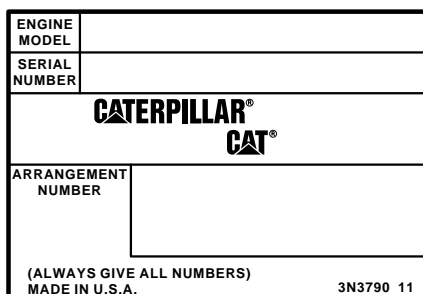 ENGINE
MODEL
SERIAL
NUMBER
CATERPILLAR®
CAT®
ARRANGEMENT
NUMBER
(ALWAYS GIVE ALL NUMBERS)
MADE IN U.S.A. 3N3790 11